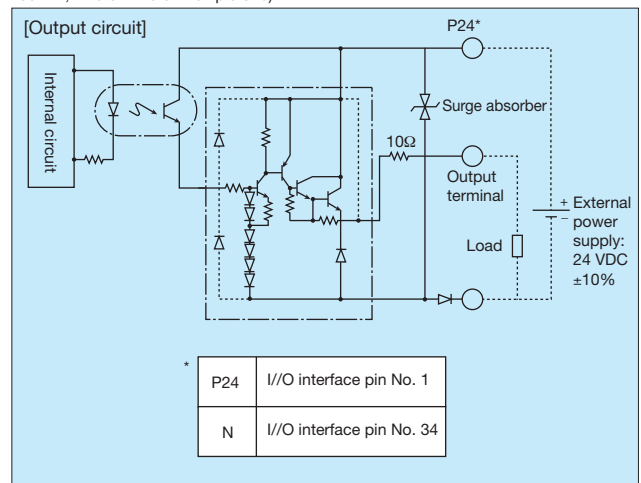 [Output circuit]
P24*
Internal circuit
Surge absorber
10Ω
Output
terminal
Load
+
−
External
power
supply:
24 VDC
±10%
*
P24 I//O interface pin No. 1
N I//O interface pin No. 34